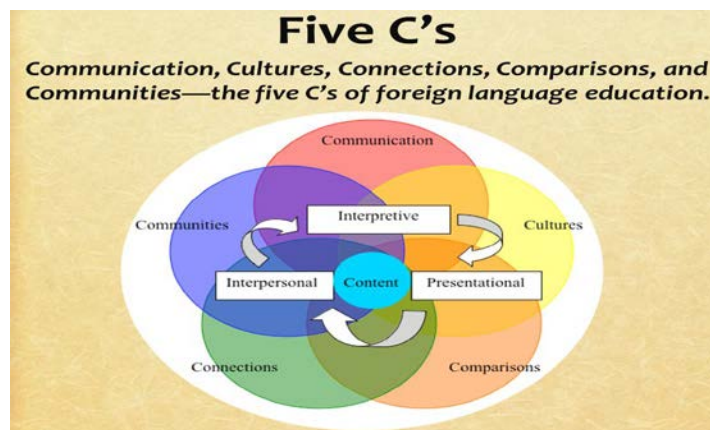 Five C's
Communication, Cultures, Connections, Comparisons, and
Communities—the five C's of foreign language education.
Communication
Communities
Interpretive
Cultures
Interpersonal
Content
Presentational
Connections
Comparisons